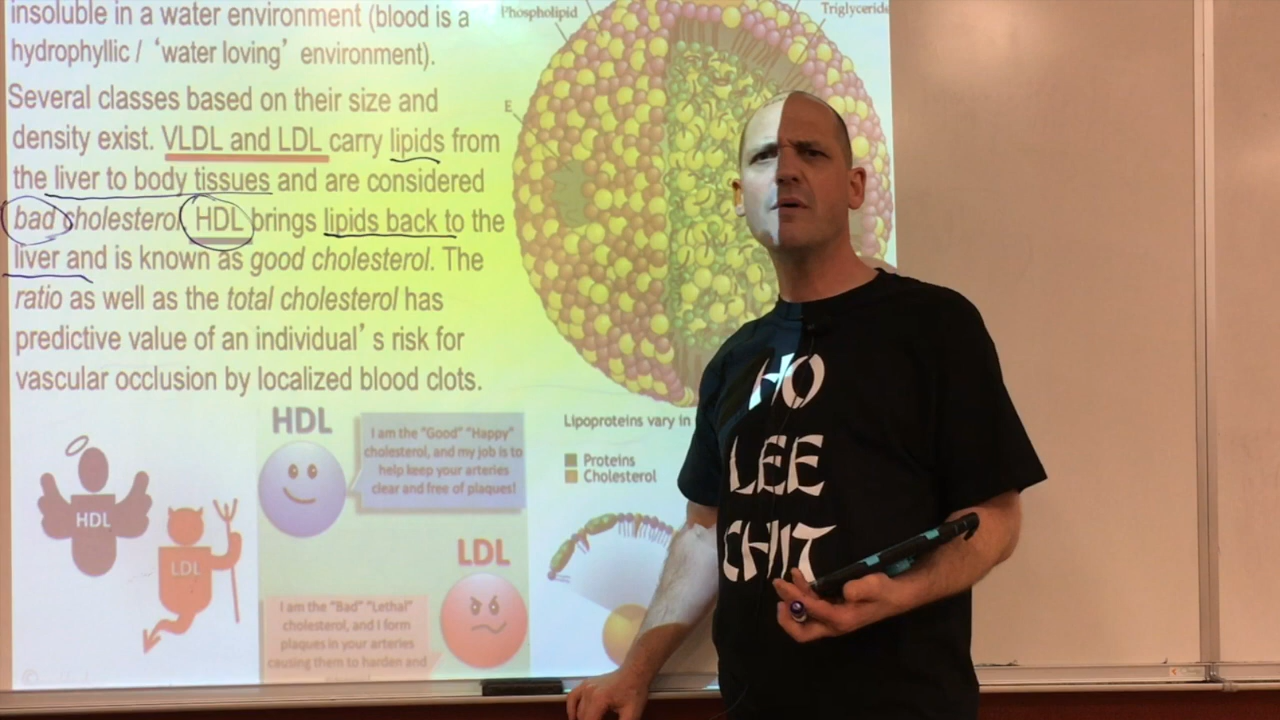 insoluble in a water environment (blood is a
hydrophyllic / ‘water loving’ environment).
Several classes based on their size and
density exist. VLDL and LDL carry lipids from
the liver to body tissues and are considered
bad cholesterol. HDL brings lipids back to the
liver and is known as good cholesterol. The
ratio as well as the total cholesterol has
predictive value of an individual’s risk for
vascular occlusion by localized blood clots.
Phospholipid
Triglyceride
E
HDL
LDL
HDL
I am the "Good" "Happy"
cholesterol, and my job is to
help keep your arteries
clear and free of plaques!
LDL
I am the "Bad" "Lethal"
cholesterol, and I form
plaques in your arteries
causing them to harden and
Lipoproteins vary in
Proteins
Cholesterol
HO
LEE
CHIT